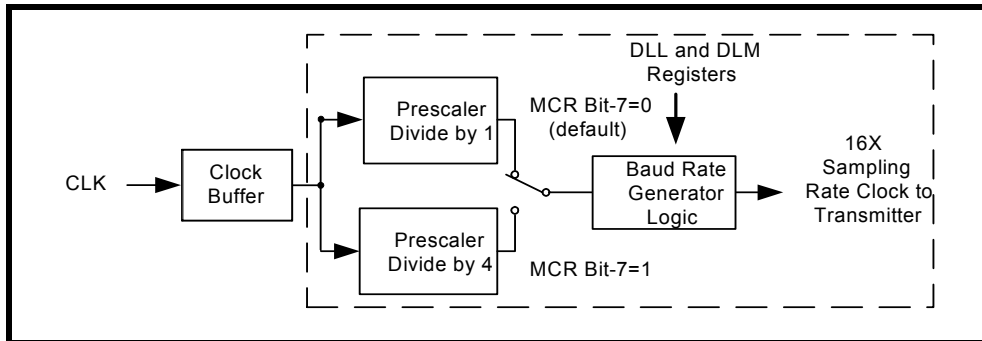 DLL and DLM
Registers
Prescaler
Divide by 1
MCR Bit-7=0
(default)
16X
Sampling
Rate Clock to
Transmitter
CLK
Clock
Buffer
Baud Rate
Generator
Logic
Prescaler
Divide by 4
MCR Bit-7=1